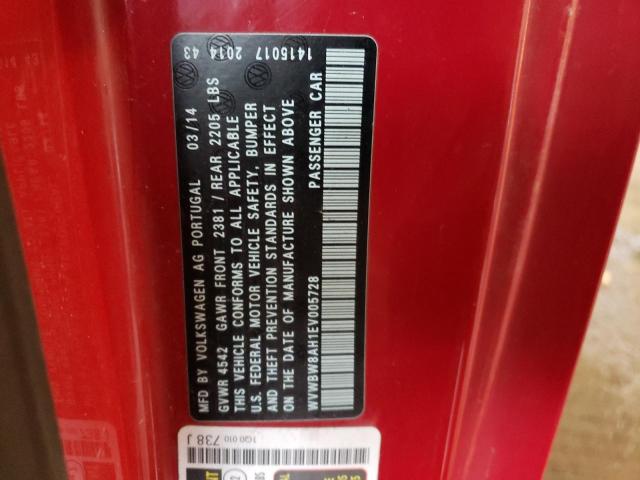 MFD BY VOLKSWAGEN AG PORTUGAL 03/14 2014 43
GVWR 4542 GAWR FRONT 2381 / REAR 2205 LBS
THIS VEHICLE CONFORMS TO ALL APPLICABLE
U.S. FEDERAL MOTOR VEHICLE SAFETY, BUMPER
AND THEFT PREVENTION STANDARDS IN EFFECT
ON THE DATE OF MANUFACTURE SHOWN ABOVE
1415017
WVWBW8AH1EV005728 PASSENGER CAR
1Q0 010 738 J